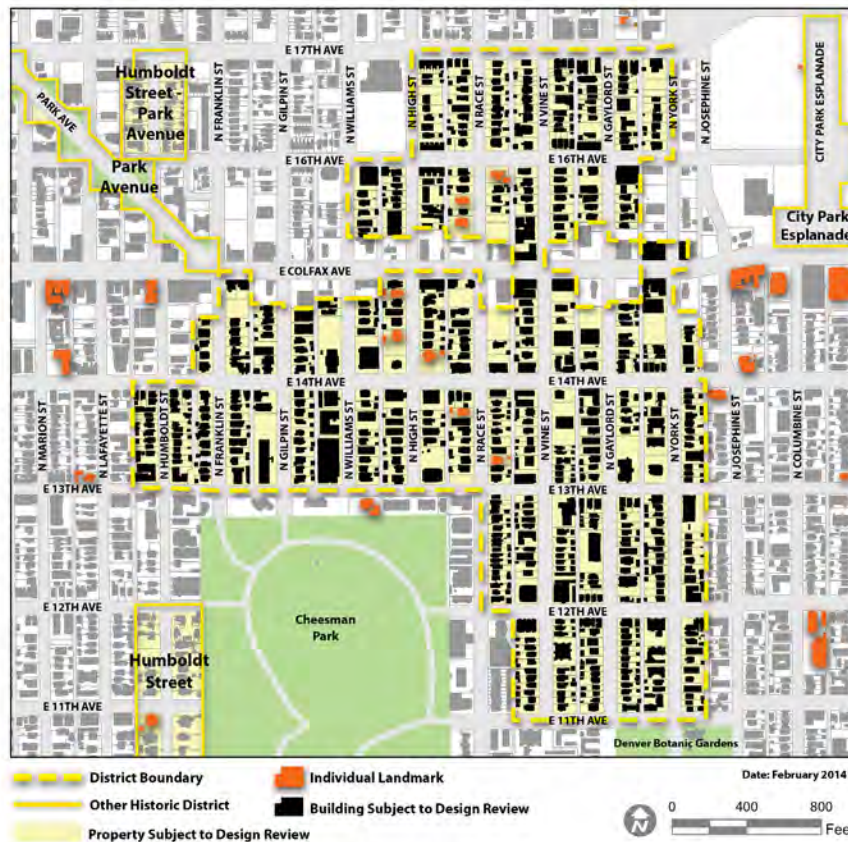 E 17TH AVE
Humboldt
Street -
Park
Avenue
PARK AVE
N FRANKLIN ST
N GILPIN ST
N WILLIAMS ST
N HIGH ST
N RACE ST
N VINE ST
N GAYLORD ST
N YORK ST
N JOSEPHINE ST
CITY PARK ESPLANADE
E 16TH AVE
E 16TH AVE
Park
Avenue
City Park
Esplanade
E COLFAX AVE
E 14TH AVE
E 14TH AVE
N MARION ST
N LAFAYETTE ST
N HUMBOLDT ST
N FRANKLIN ST
N GILPIN ST
N WILLIAMS ST
N HIGH ST
N RACE ST
N VINE ST
N GAYLORD ST
N YORK ST
N JOSEPHINE ST
N COLUMBINE ST
E 13TH AVE
E 13TH AVE
E 12TH AVE
E 12TH AVE
Cheesman
Park
Humboldt
Street
E 11TH AVE
E 11TH AVE
Denver Botanic Gardens
District Boundary
Individual Landmark
Date: February 2014
Other Historic District
Building Subject to Design Review
Property Subject to Design Review
N
0 400 800
Fee